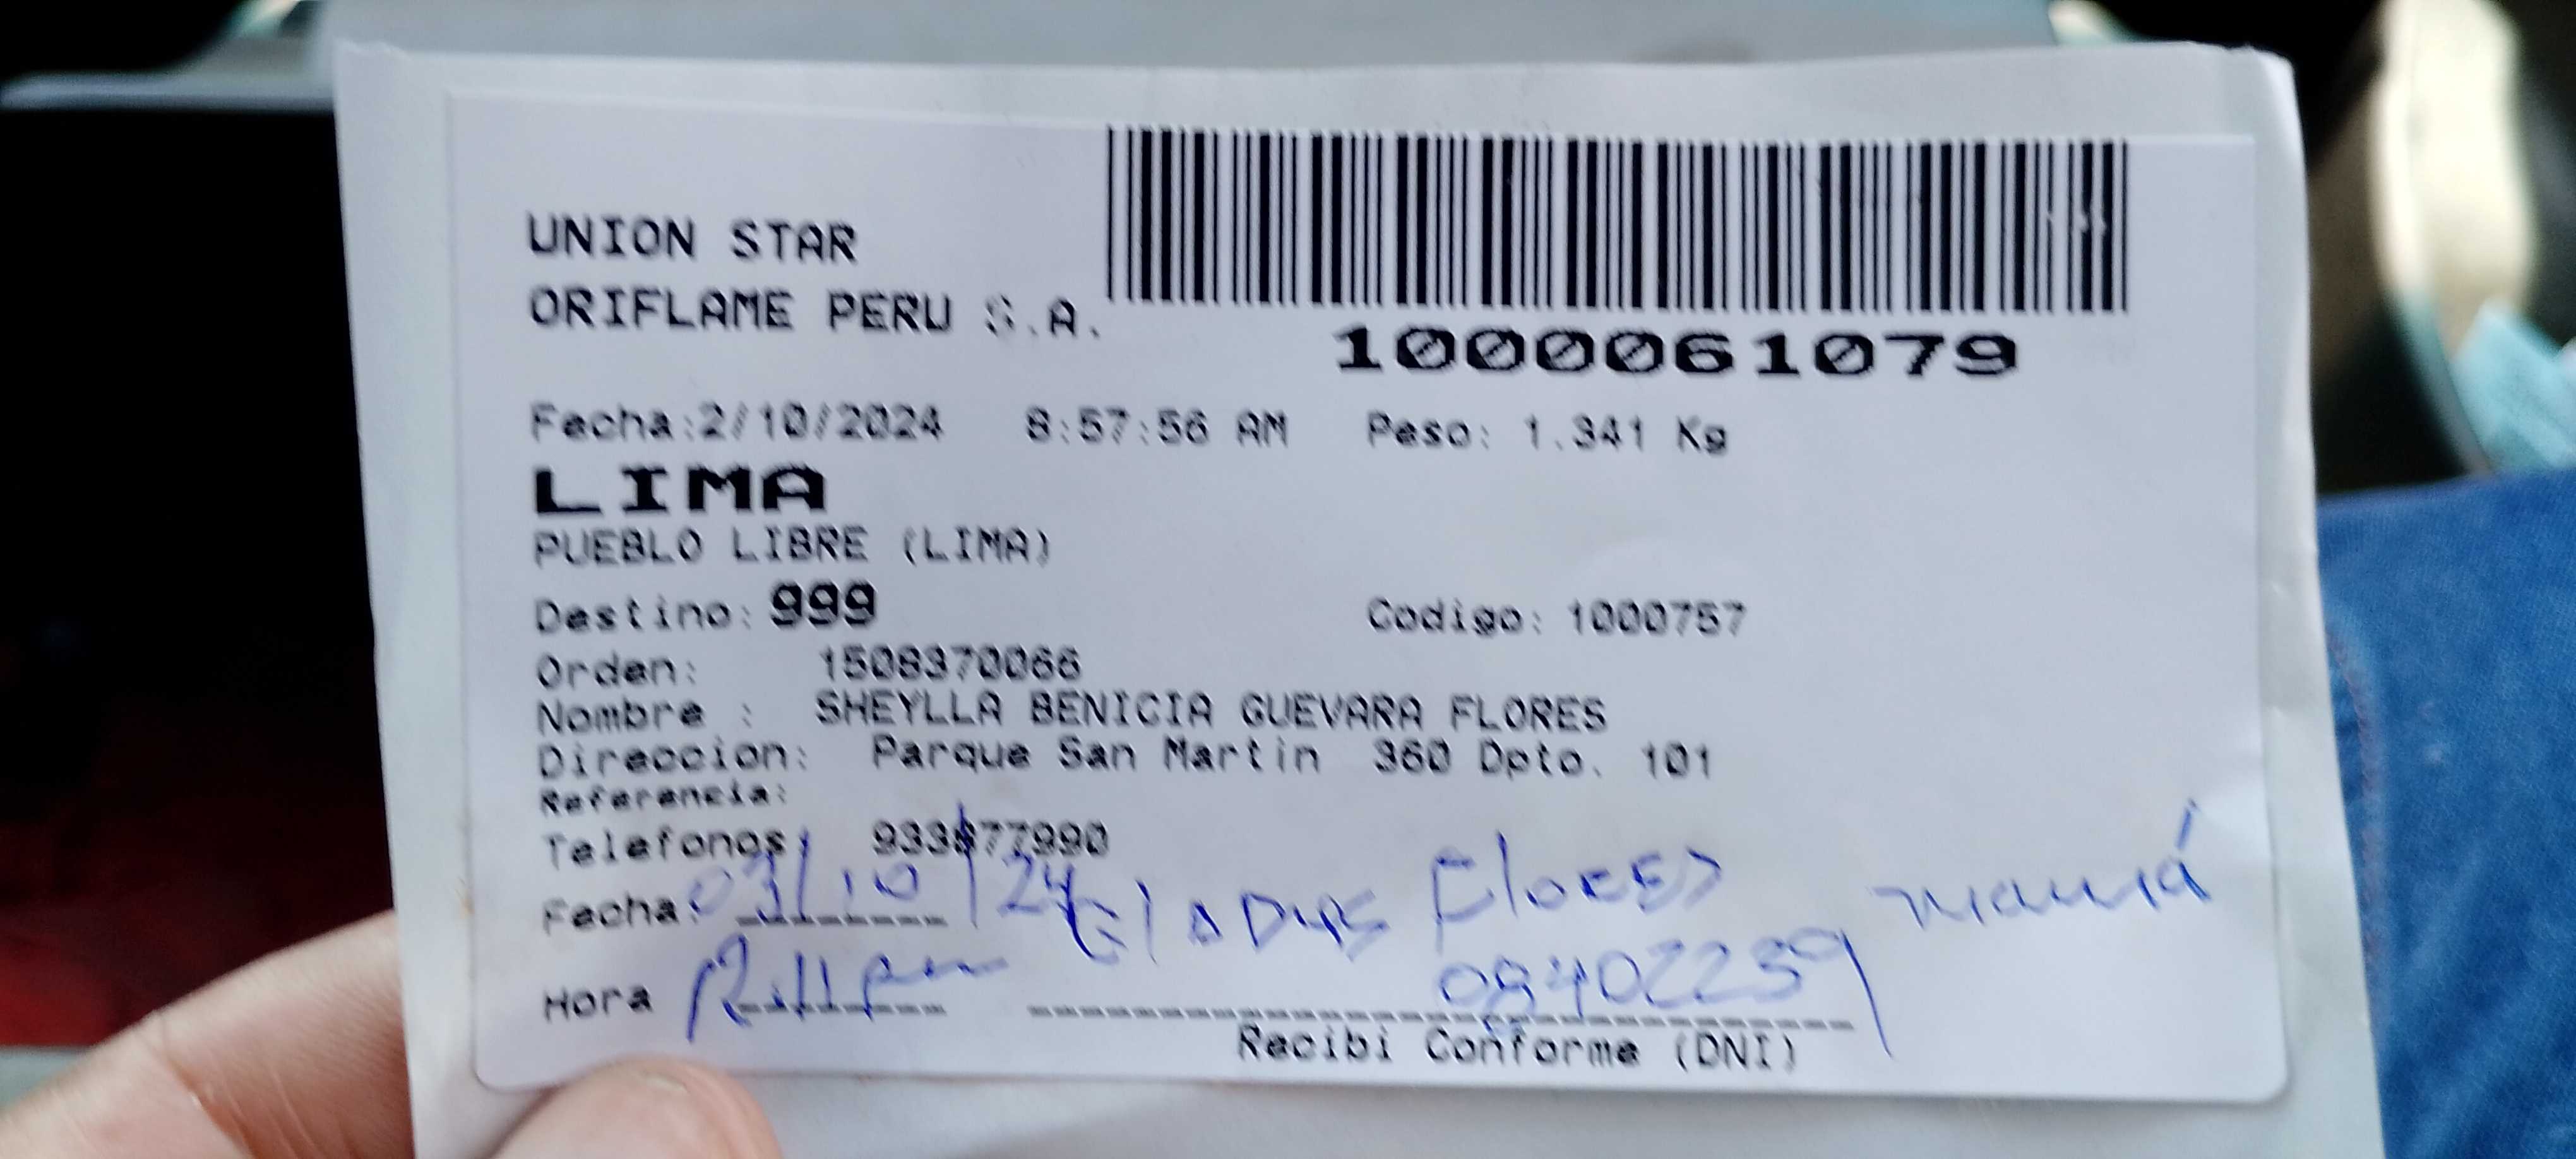 UNION STAR
ORIFLAME PERU S.A.
1000061079
Fecha:2/10/2024 8:57:56 AM Peso: 1.341 Kg
LIMA
PUEBLO LIBRE (LIMA)
Destino: 999 Codigo: 1000757
Orden: 1508370066
Nombre : SHEYLLA BENICIA GUEVARA FLORES
Direccion: Parque San Martin 360 Dpto. 101
Referencia:
Telefonos: 933877990
Fecha: 03/10/24 GlADYS FloRES mamá
Hora 08402259
Recibi Conforme (DNI)